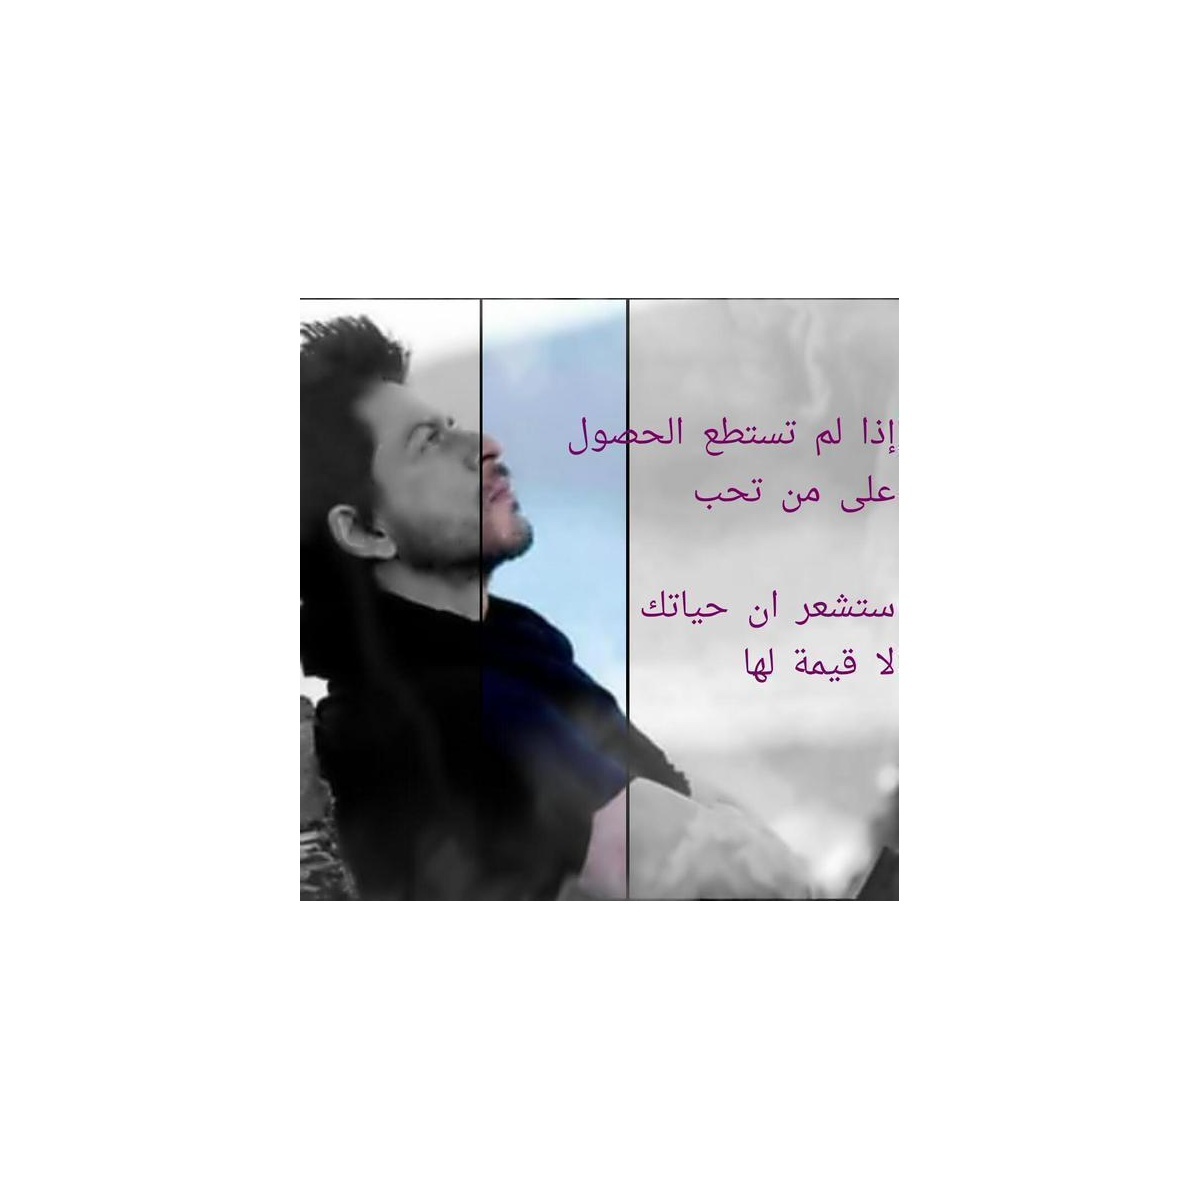 إذا لم تستطع الحصول
على من تحب
ستشعر ان حياتك
لا قيمة لها